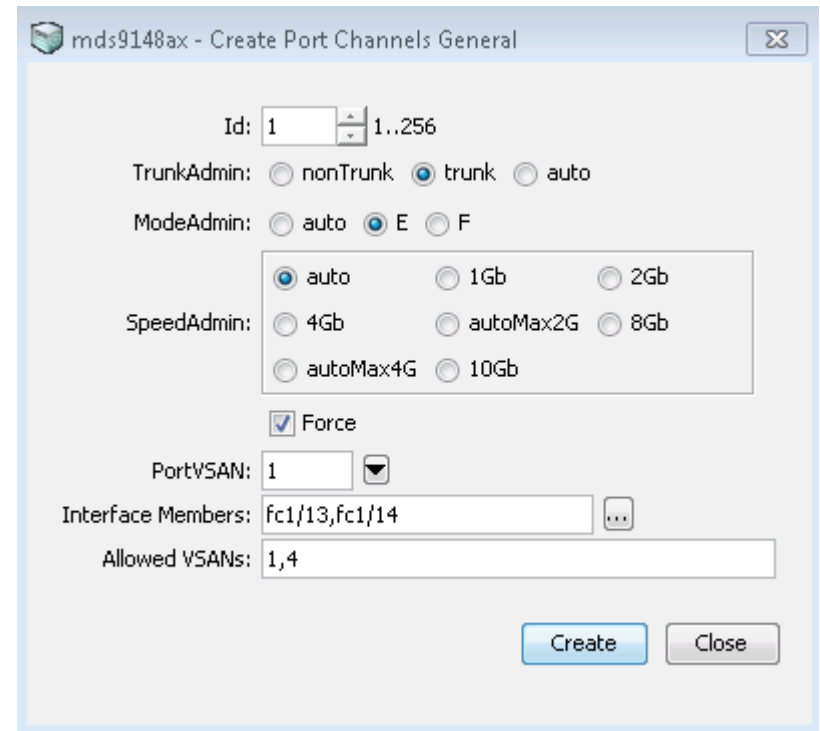 mds9148ax - Create Port Channels General
Id: 1 1..256
TrunkAdmin: nonTrunk trunk auto
ModeAdmin: auto E F
auto 1Gb 2Gb
SpeedAdmin: 4Gb autoMax2G 8Gb
autoMax4G 10Gb
Force
PortVSAN: 1
Interface Members: fc1/13,fc1/14 ...
Allowed VSANs: 1,4
Create Close